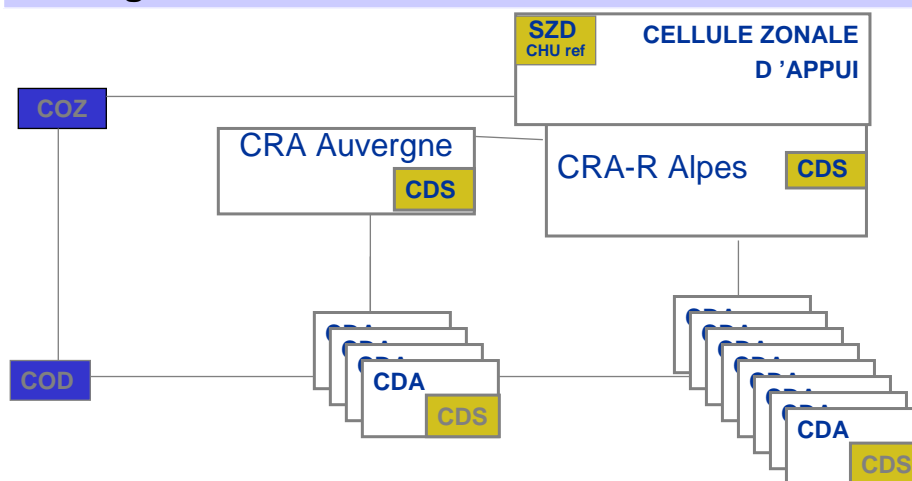 SZD
CHU ref
CELLULE ZONALE
D ’APPUI
COZ
CRA Auvergne
CDS
CRA-R Alpes
CDS
COD
CDA
CDS
CDA
CDS